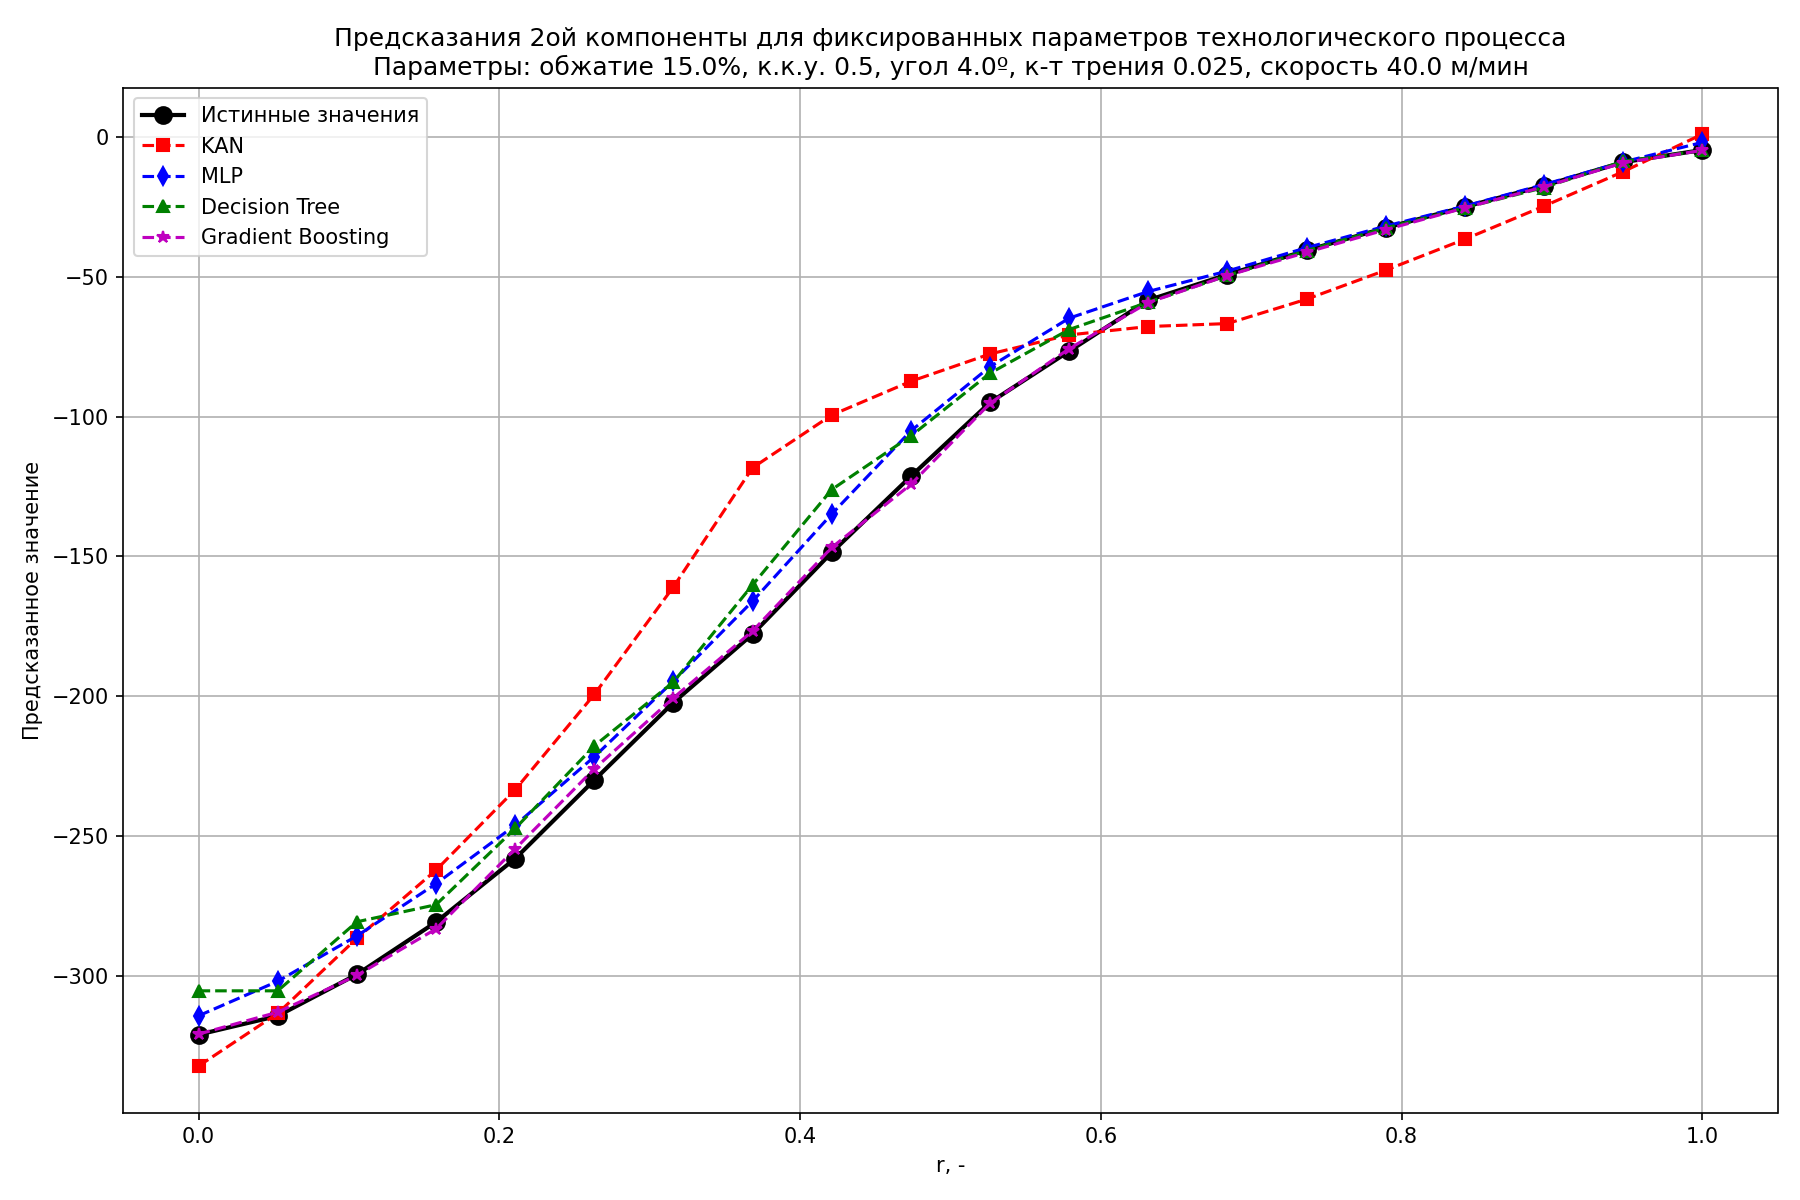 Предсказания 2ой компоненты для фиксированных параметров технологического процесса
Параметры: обжатие 15.0%, к.к.у. 0.5, угол 4.0º, к-т трения 0.025, скорость 40.0 м/мин
Истинные значения
KAN
MLP
Decision Tree
Gradient Boosting
Предсказанное значение
0
−50
−100
−150
−200
−250
−300
0.0 0.2 0.4 0.6 0.8 1.0
r, -